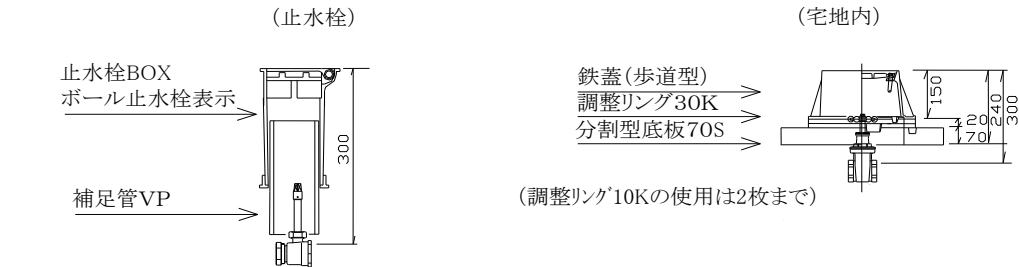 (止水栓)
止水栓BOX
ボール止水栓表示
補足管VP
300
(宅地内)
鉄蓋(歩道型)
調整リング30K
分割型底板70S
150
20
70
240
300
(調整リング10Kの使用は2枚まで)